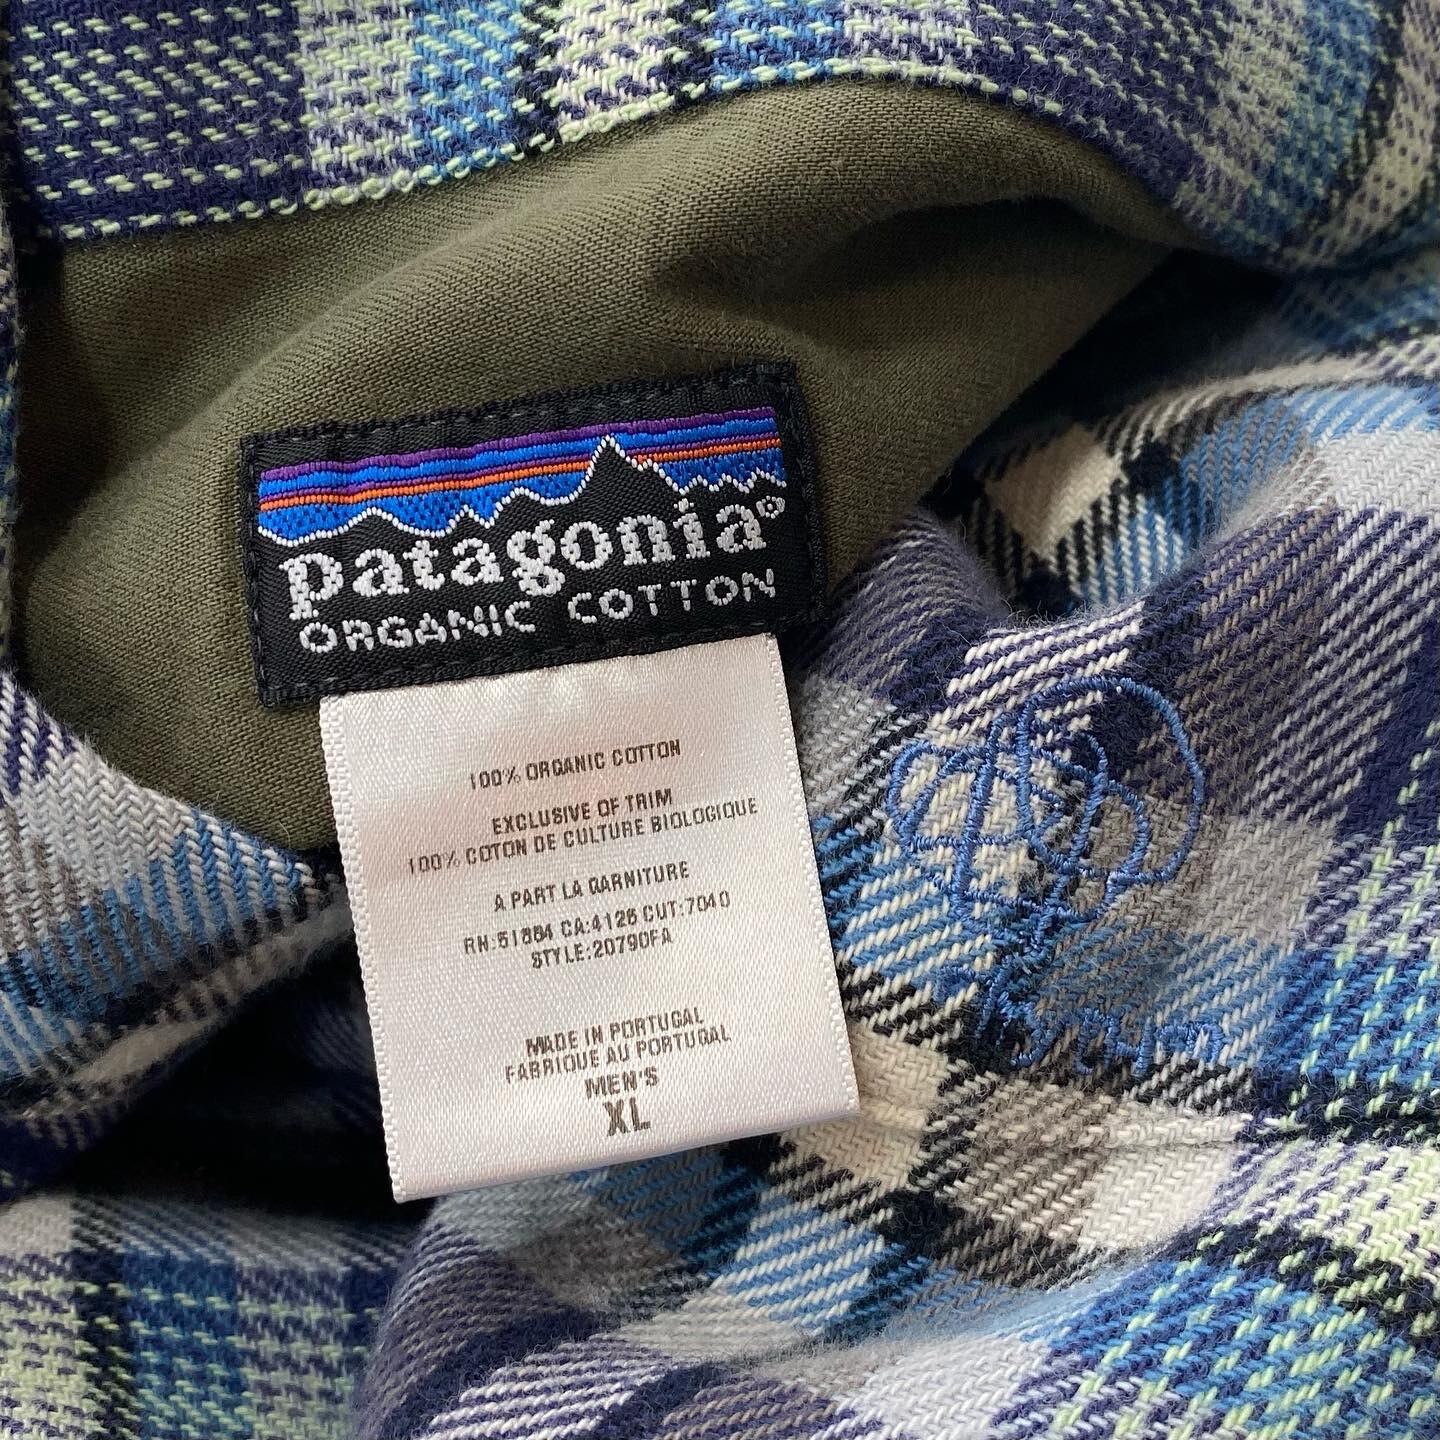 patagonia®
ORGANIC COTTON
100% ORGANIC COTTON
EXCLUSIVE OF TRIM
100% COTON DE CULTURE BIOLOGIQUE
A PART LA GARNITURE
RN:51884 CA:4125 CUT:7040
STYLE:20790FA
MADE IN PORTUGAL
FABRIQUE AU PORTUGAL
MEN'S
XL